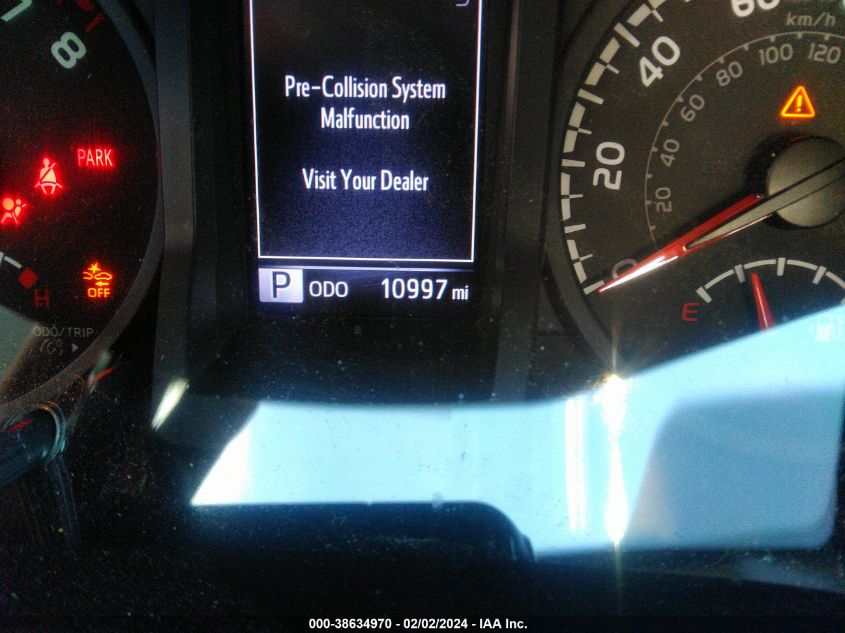 8
PARK
OFF
H
ODO/TRIP
Pre-Collision System
Malfunction
Visit Your Dealer
P ODO 10997 mi
60
km/h
40
100 120
80
60
20
40
20
0
E
000-38634970 - 02/02/2024 - IAA Inc.